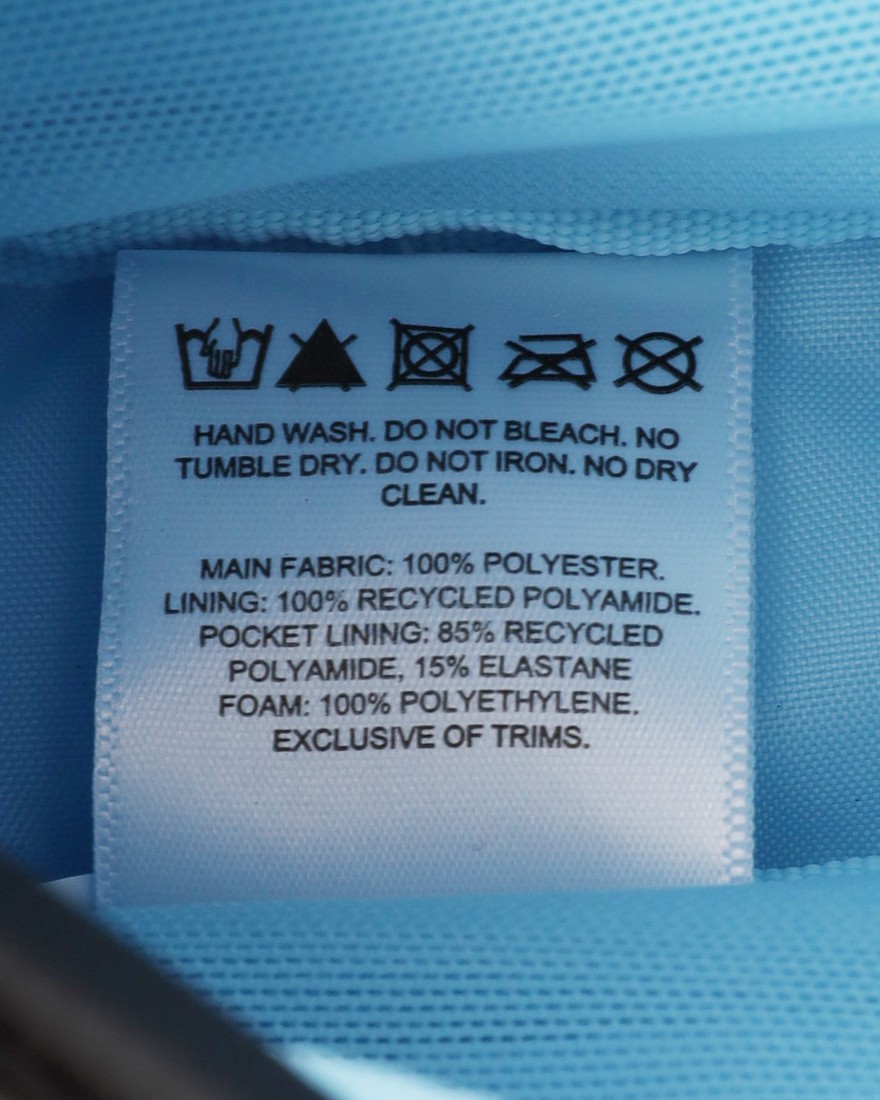 HAND WASH. DO NOT BLEACH. NO
TUMBLE DRY. DO NOT IRON. NO DRY
CLEAN.
MAIN FABRIC: 100% POLYESTER.
LINING: 100% RECYCLED POLYAMIDE.
POCKET LINING: 85% RECYCLED
POLYAMIDE, 15% ELASTANE
FOAM: 100% POLYETHYLENE.
EXCLUSIVE OF TRIMS.